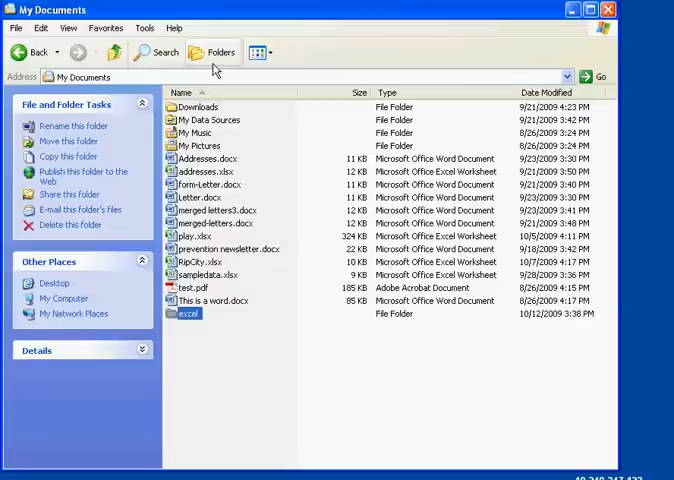 My Documents
File Edit View Favorites Tools Help
Back Search Folders
Address My Documents Go
File and Folder Tasks
Rename this folder
Move this folder
Copy this folder
Publish this folder to the
Web
Share this folder
E-mail this folder's files
Delete this folder
Other Places
Desktop
My Computer
My Network Places
Details
Name Size Type Date Modified
Downloads File Folder 9/21/2009 4:23 PM
My Data Sources File Folder 9/21/2009 3:42 PM
My Music File Folder 8/26/2009 3:24 PM
My Pictures File Folder 8/26/2009 3:24 PM
Addresses.docx 11 KB Microsoft Office Word Document 9/23/2009 3:30 PM
addresses.xlsx 12 KB Microsoft Office Excel Worksheet 9/21/2009 3:50 PM
form-Letter.docx 11 KB Microsoft Office Word Document 9/21/2009 3:40 PM
Letter.docx 11 KB Microsoft Office Word Document 9/23/2009 3:30 PM
merged letters3.docx 12 KB Microsoft Office Word Document 9/23/2009 3:41 PM
merged-letters.docx 12 KB Microsoft Office Word Document 9/21/2009 3:48 PM
play.xlsx 324 KB Microsoft Office Excel Worksheet 10/5/2009 4:11 PM
prevention newsletter.docx 22 KB Microsoft Office Word Document 9/18/2009 3:42 PM
RipCity.xlsx 10 KB Microsoft Office Excel Worksheet 10/7/2009 4:17 PM
sampledata.xlsx 9 KB Microsoft Office Excel Worksheet 9/28/2009 3:36 PM
test.pdf 185 KB Adobe Acrobat Document 8/26/2009 4:15 PM
This is a word.docx 85 KB Microsoft Office Word Document 8/26/2009 4:17 PM
excel File Folder 10/12/2009 3:38 PM